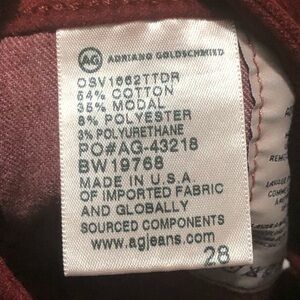 AG ADRIANO GOLDSCHMIED
OSV1662TTDR
54% COTTON
35% MODAL
8% POLYESTER
3% POLYURETHANE
PO#AG-43218
BW19768
MADE IN U.S.A
OF IMPORTED FABRIC
AND GLOBALLY
SOURCED COMPONENTS
www.agjeans.com
28